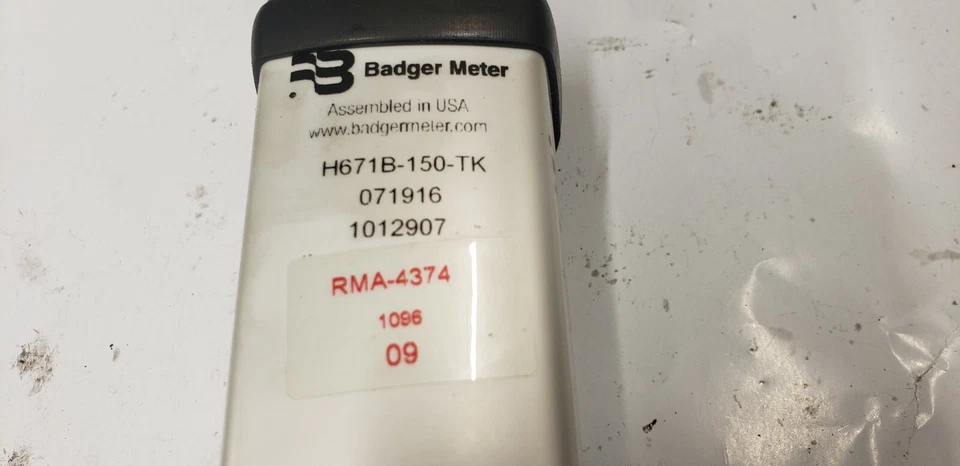 Badger Meter
Assembled in USA
www.badgermeter.com
H671B-150-TK
071916
1012907
RMA-4374
1096
09